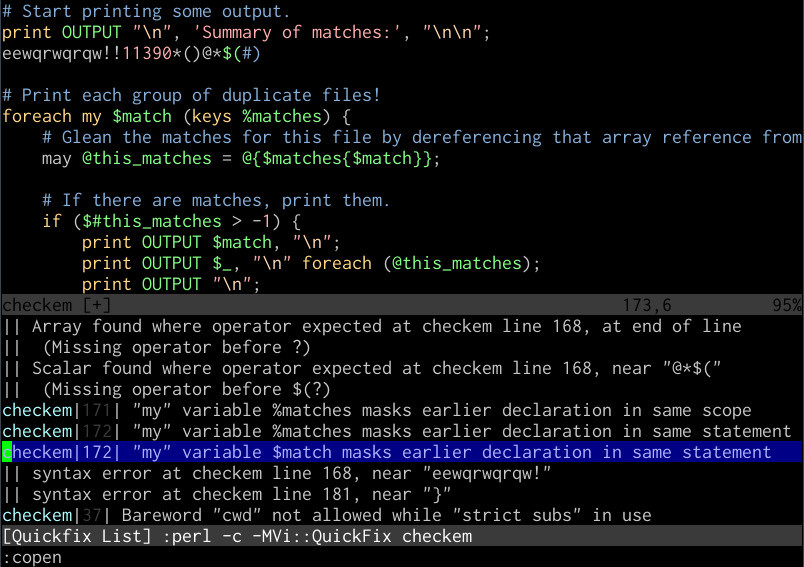 # Start printing some output.
print OUTPUT "\n", 'Summary of matches:', "\n\n";
eewqrwqrqw!!11390*()@*$(#)
# Print each group of duplicate files!
foreach my $match (keys %matches) {
    # Glean the matches for this file by dereferencing that array reference from
    may @this_matches = @{$matches{$match}};
    # If there are matches, print them.
    if ($#this_matches > -1) {
        print OUTPUT $match, "\n";
        print OUTPUT $_, "\n" foreach (@this_matches);
        print OUTPUT "\n";
checkem [+] 173,6 95%
|| Array found where operator expected at checkem line 168, at end of line
||  (Missing operator before ?)
|| Scalar found where operator expected at checkem line 168, near "@*$("
||  (Missing operator before $(?)
checkem|171| "my" variable %matches masks earlier declaration in same scope
checkem|172| "my" variable %matches masks earlier declaration in same statement
checkem|172| "my" variable $match masks earlier declaration in same statement
|| syntax error at checkem line 168, near "eewqrwqrqw!"
|| syntax error at checkem line 181, near "}"
checkem|37| Bareword "cwd" not allowed while "strict subs" in use
[Quickfix List] :perl -c -MVi::QuickFix checkem
:copen